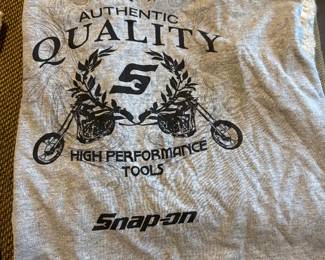 AUTHENTIC
QUALITY
S
HIGH PERFORMANCE
TOOLS
Snap-on